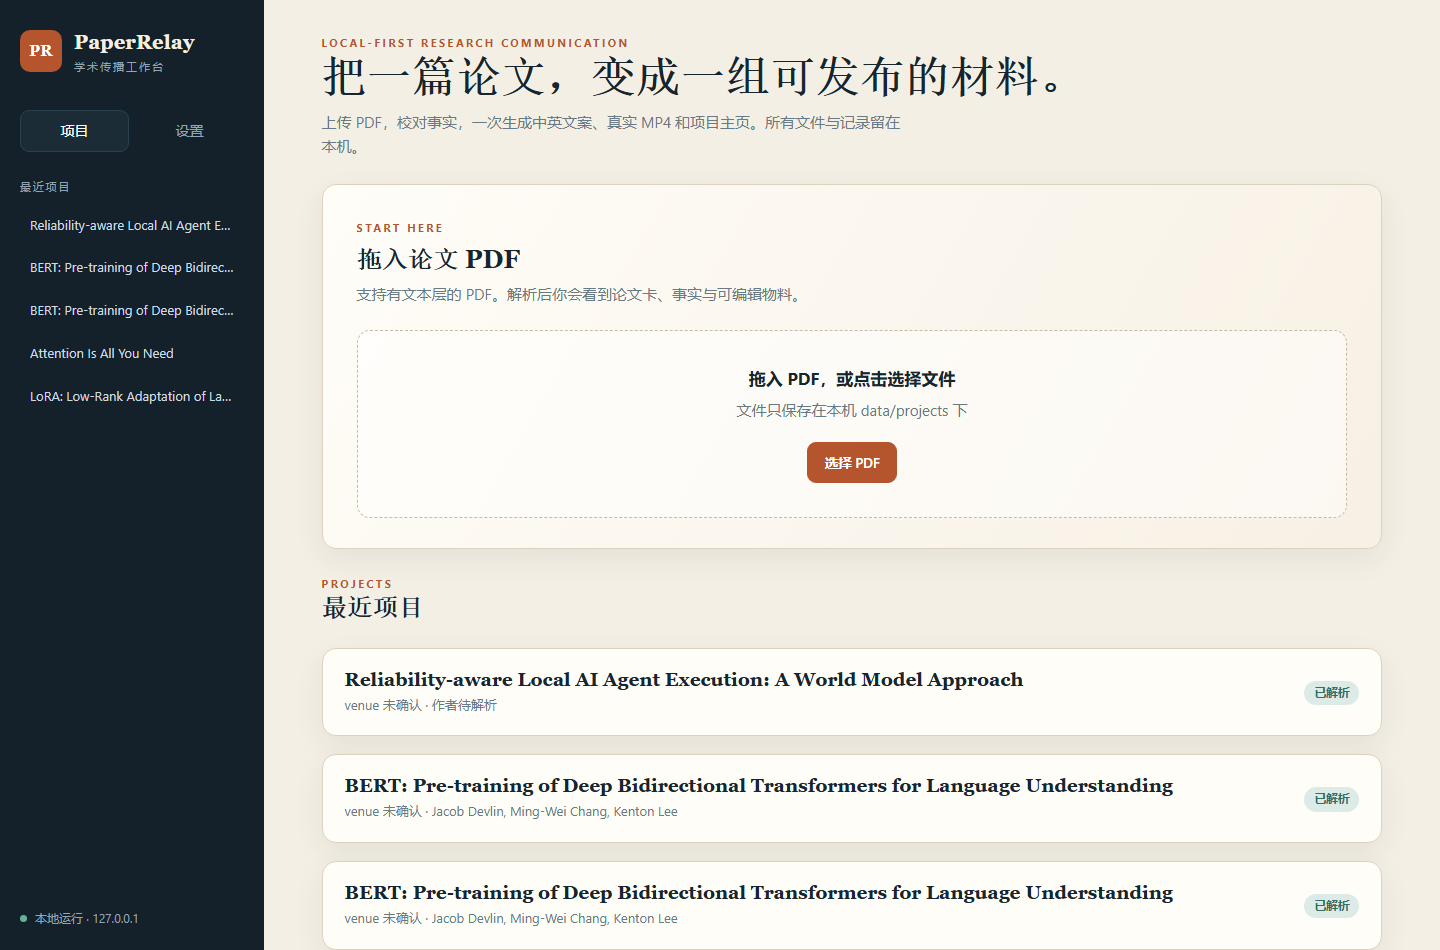 PR
PaperRelay
学术传播工作台
项目
设置
最近项目
Reliability-aware Local AI Agent E...
BERT: Pre-training of Deep Bidirec...
BERT: Pre-training of Deep Bidirec...
Attention Is All You Need
LoRA: Low-Rank Adaptation of La...
本地运行 · 127.0.0.1
LOCAL-FIRST RESEARCH COMMUNICATION
把一篇论文，变成一组可发布的材料。
上传 PDF，校对事实，一次生成中英文案、真实 MP4 和项目主页。所有文件与记录留在
本机。
START HERE
拖入论文 PDF
支持有文本层的 PDF。解析后你会看到论文卡、事实与可编辑物料。
拖入 PDF，或点击选择文件
文件只保存在本机 data/projects 下
选择 PDF
PROJECTS
最近项目
Reliability-aware Local AI Agent Execution: A World Model Approach
venue 未确认 · 作者待解析
已解析
BERT: Pre-training of Deep Bidirectional Transformers for Language Understanding
venue 未确认 · Jacob Devlin, Ming-Wei Chang, Kenton Lee
已解析
BERT: Pre-training of Deep Bidirectional Transformers for Language Understanding
venue 未确认 · Jacob Devlin, Ming-Wei Chang, Kenton Lee
已解析